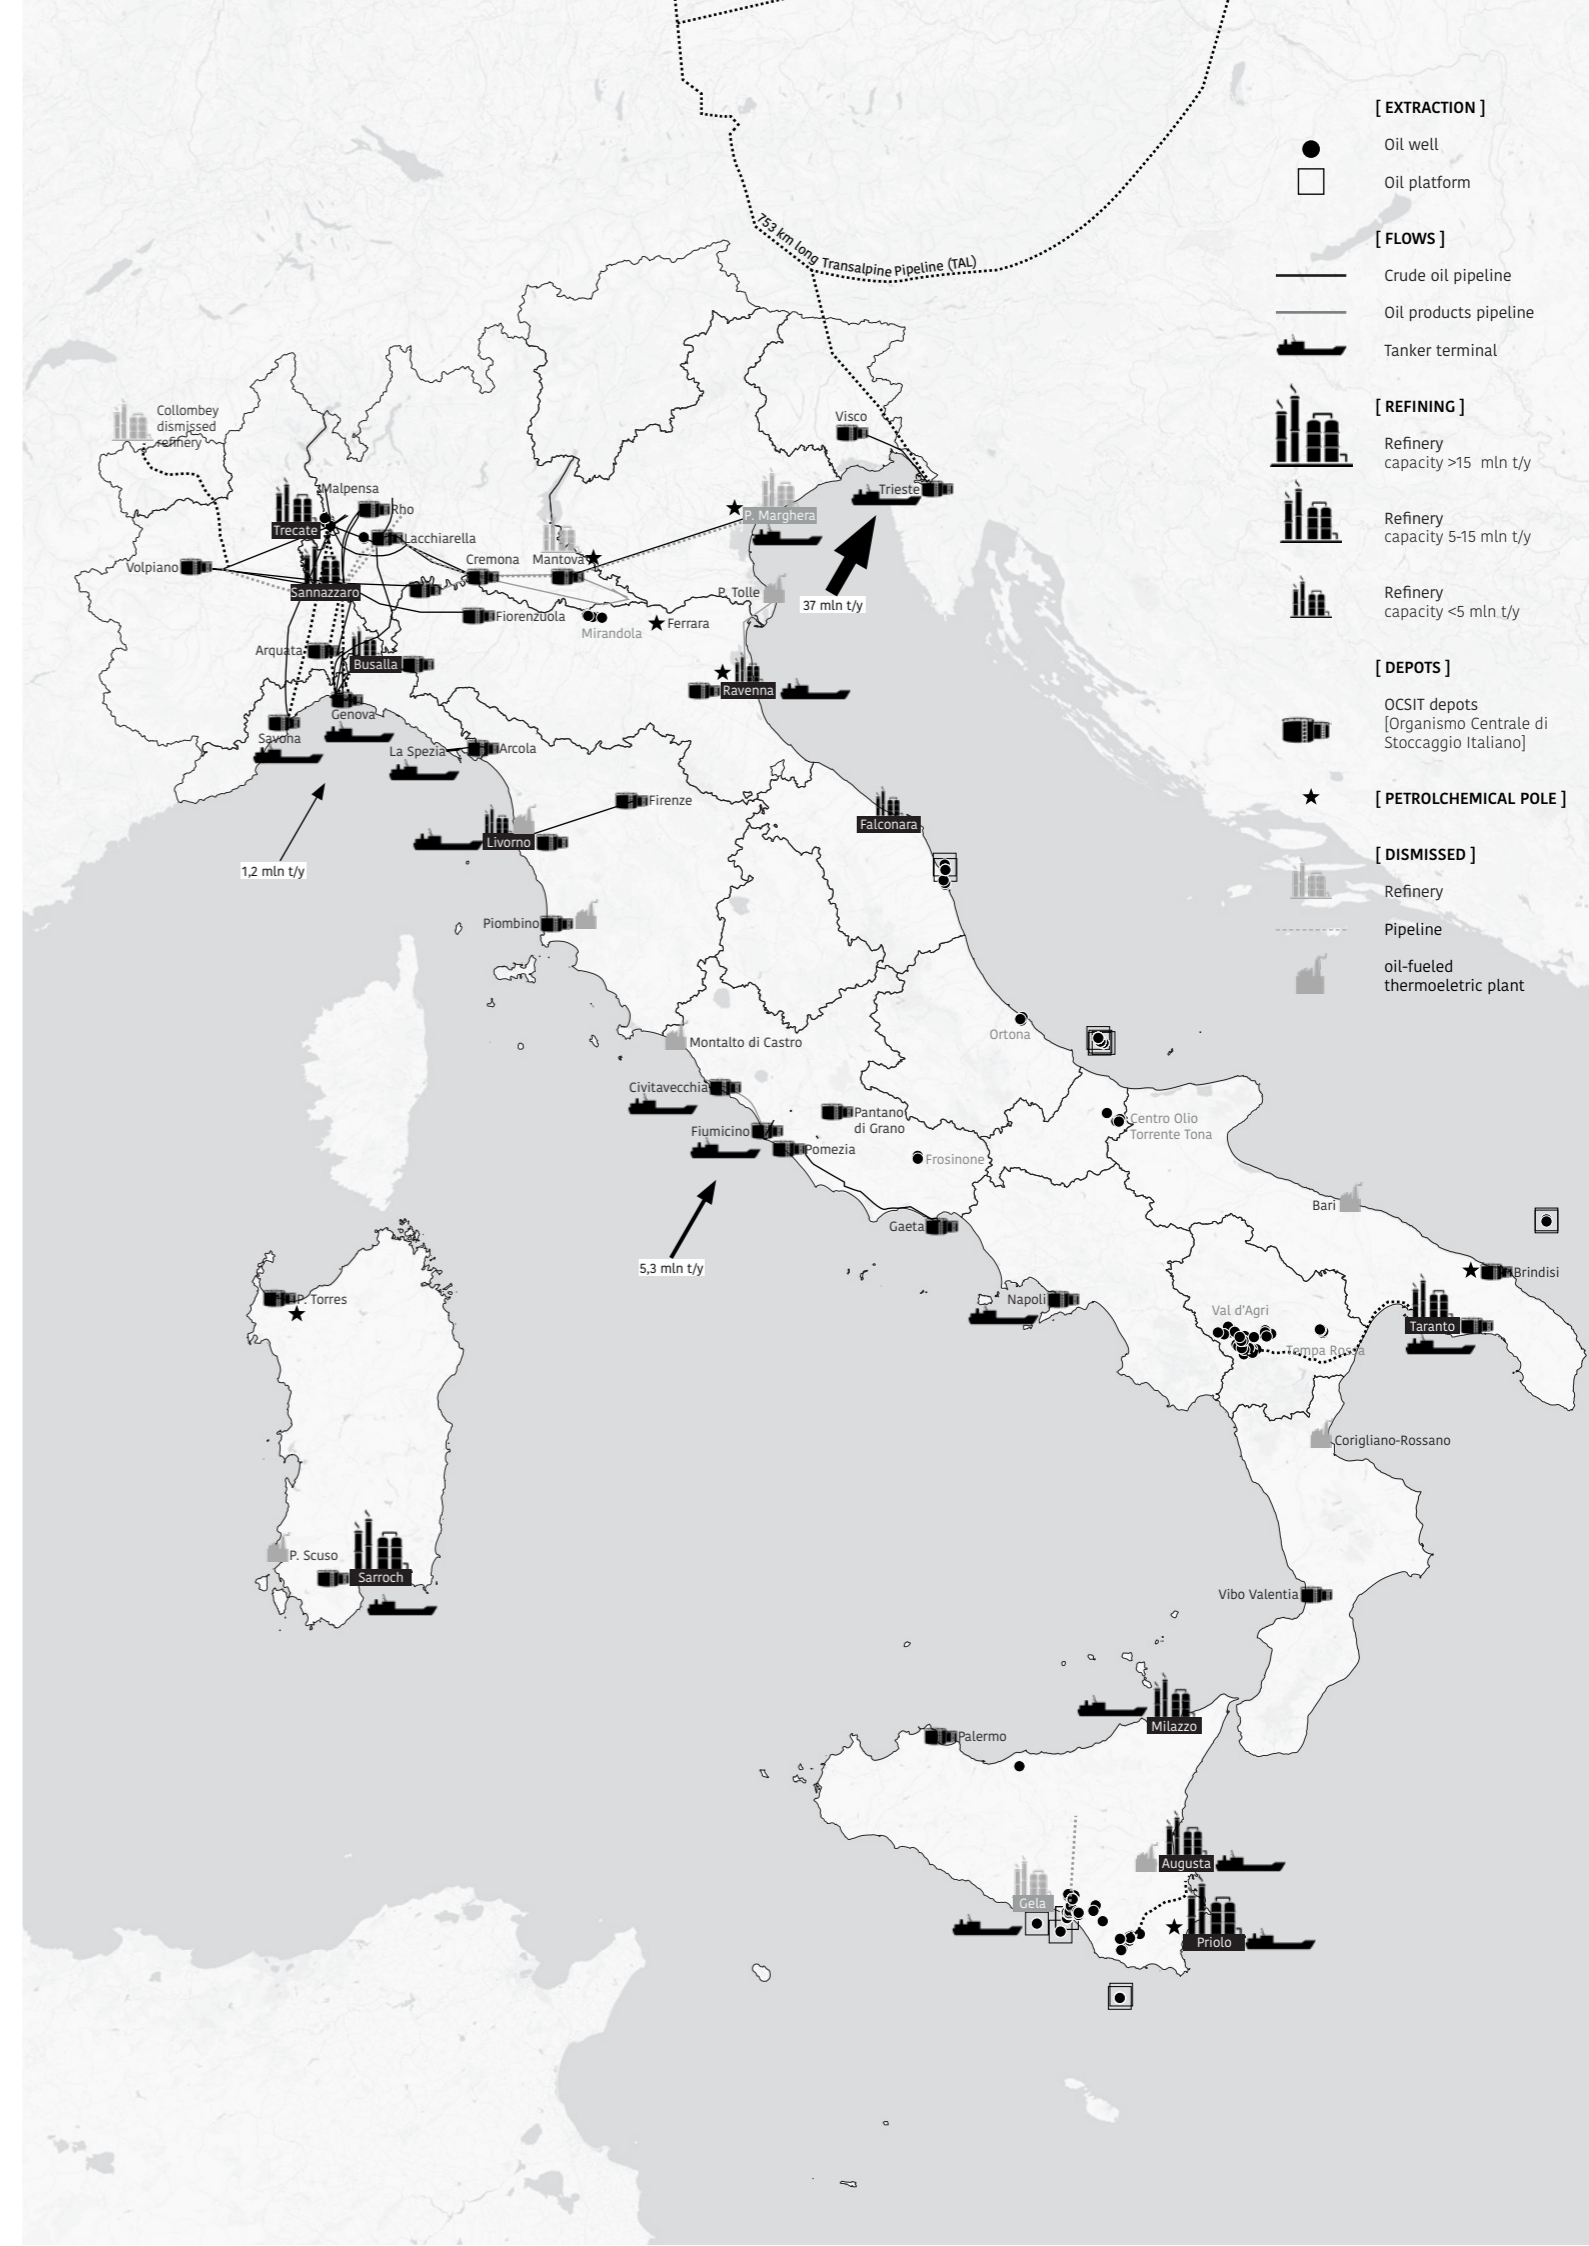 [ EXTRACTION ]
Oil well
Oil platform
[ FLOWS ]
Crude oil pipeline
Oil products pipeline
Tanker terminal
[ REFINING ]
Refinery
capacity >15 mln t/y
Refinery
capacity 5-15 mln t/y
Refinery
capacity <5 mln t/y
[ DEPOTS ]
OCSIT depots
[Organismo Centrale di
Stoccaggio Italiano]
[ PETROLCHEMICAL POLE ]
[ DISMISSED ]
Refinery
Pipeline
oil-fueled
thermoeletric plant
753 km long Transalpine Pipeline (TAL)
Collombey
dismissed
refinery
Visco
Trieste
Malpensa
Rho
Trecate
P. Marghera
Lacchiarella
Volpiano
Cremona
Mantova
Sannazzaro
P. Tolle
37 mln t/y
Fiorenzuola
Mirandola
Ferrara
Arquata
Busalla
Ravenna
Genova
Savona
La Spezia
Arcola
Firenze
Falconara
Livorno
1,2 mln t/y
Piombino
Ortona
Montalto di Castro
Civitavecchia
Pantano
di Grano
Centro Olio
Torrente Tona
Fiumicino
Pomezia
Frosinone
Bari
Gaeta
5,3 mln t/y
Brindisi
P. Torres
Napoli
Val d'Agri
Taranto
Tempa Rossa
Corigliano-Rossano
P. Scuso
Sarroch
Vibo Valentia
Milazzo
Palermo
Augusta
Gela
Priolo